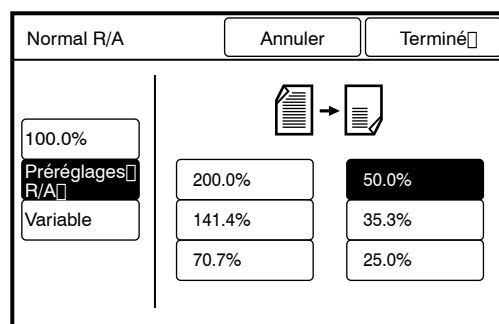 Normal R/A
Annuler
Terminé
100.0%
Préréglages
R/A
Variable
200.0%
50.0%
141.4%
35.3%
70.7%
25.0%